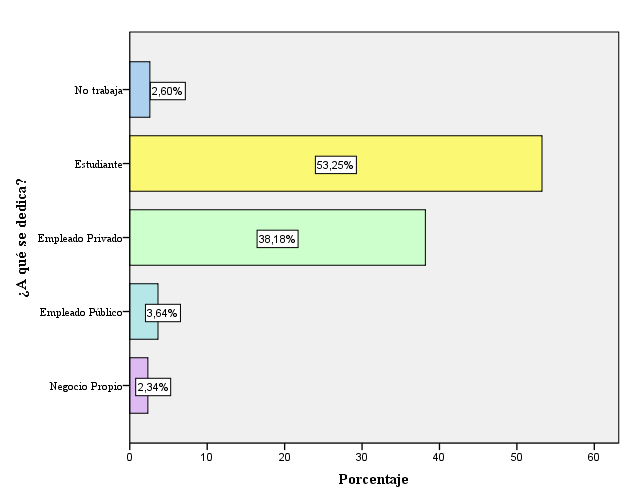 ¿A qué se dedica?
No trabaja
2,60%
Estudiante
53,25%
Empleado Privado
38,18%
Empleado Público
3,64%
Negocio Propio
2,34%
0 10 20 30 40 50 60
Porcentaje